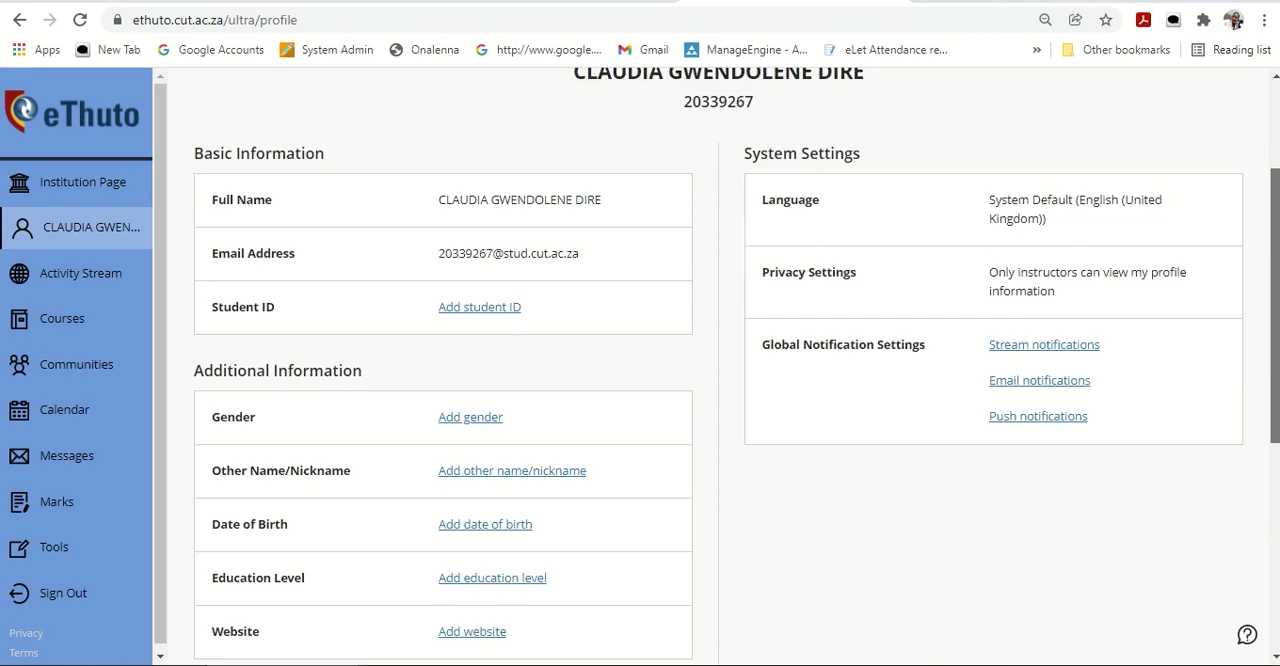 ethuto.cut.ac.za/ultra/profile
Apps New Tab Google Accounts System Admin Onalenna http://www.google.... Gmail ManageEngine - A... eLet Attendance re... » Other bookmarks Reading list
eThuto
Institution Page
CLAUDIA GWEN...
Activity Stream
Courses
Communities
Calendar
Messages
Marks
Tools
Sign Out
Privacy
Terms
CLAUDIA GWENDOLENE DIRE
20339267
Basic Information
Full Name CLAUDIA GWENDOLENE DIRE
Email Address 20339267@stud.cut.ac.za
Student ID Add student ID
Additional Information
Gender Add gender
Other Name/Nickname Add other name/nickname
Date of Birth Add date of birth
Education Level Add education level
Website Add website
System Settings
Language System Default (English (United
Kingdom))
Privacy Settings Only instructors can view my profile
information
Global Notification Settings Stream notifications
Email notifications
Push notifications